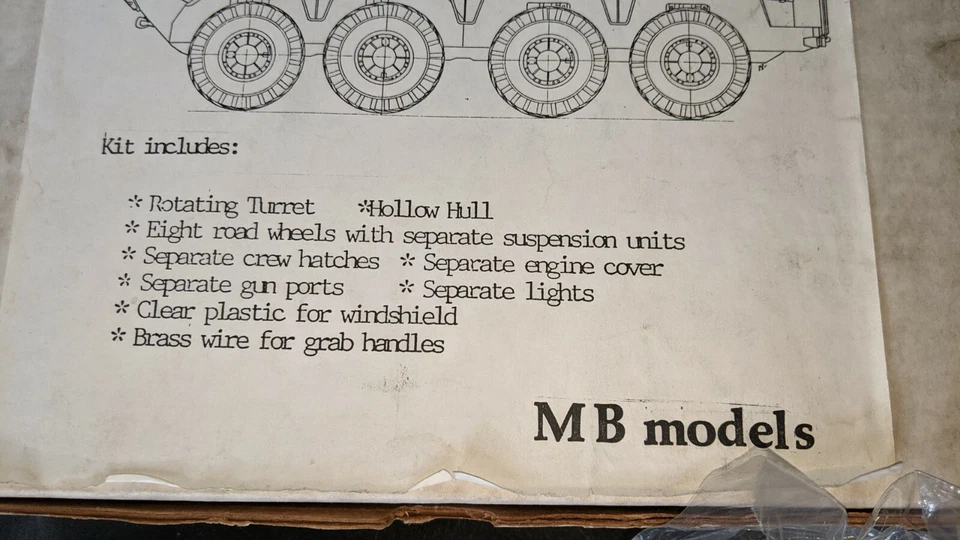 Kit includes:
* Rotating Turret *Hollow Hull
* Eight road wheels with separate suspension units
* Separate crew hatches * Separate engine cover
* Separate gun ports * Separate lights
* Clear plastic for windshield
* Brass wire for grab handles
MB models